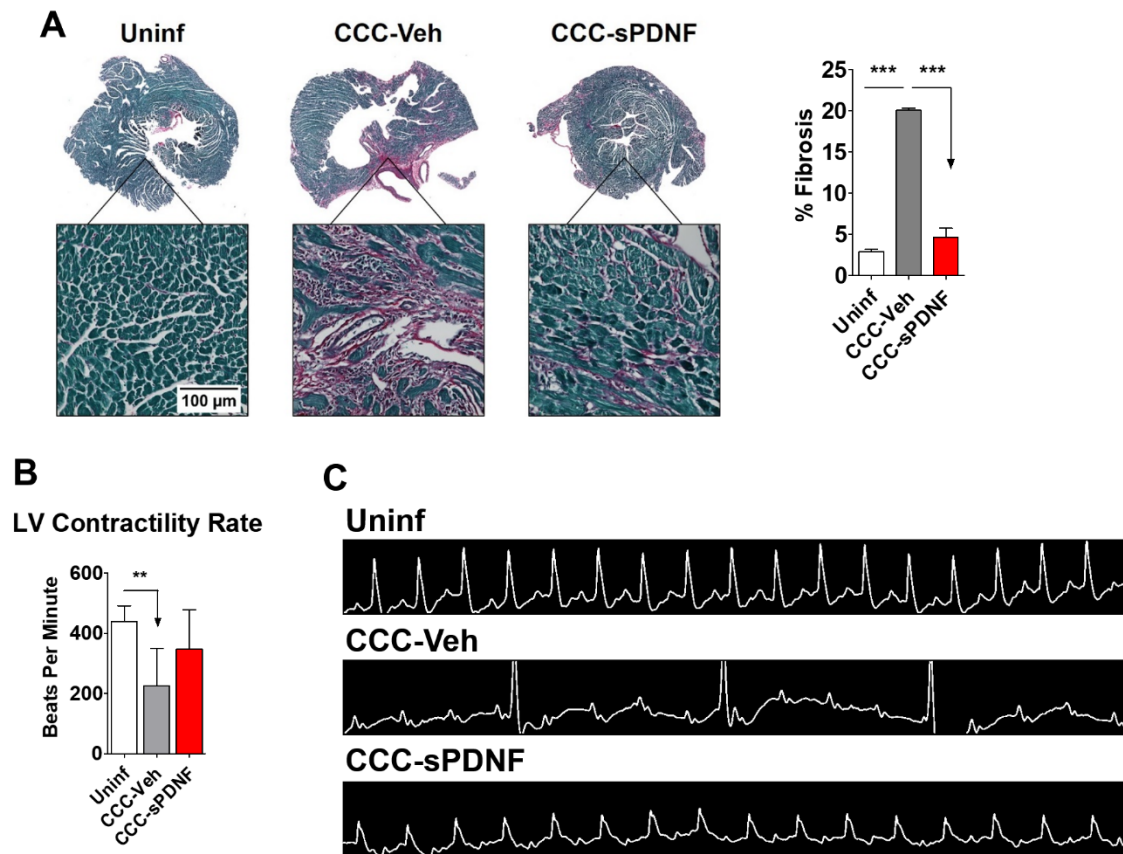 A
Uninf
CCC-Veh
CCC-sPDNF
100 µm
*** ***
25
20
15
10
5
0
% Fibrosis
Uninf
CCC-Veh
CCC-sPDNF
B
LV Contractility Rate
**
600
400
200
0
Beats Per Minute
Uninf
CCC-Veh
CCC-sPDNF
C
Uninf
CCC-Veh
CCC-sPDNF